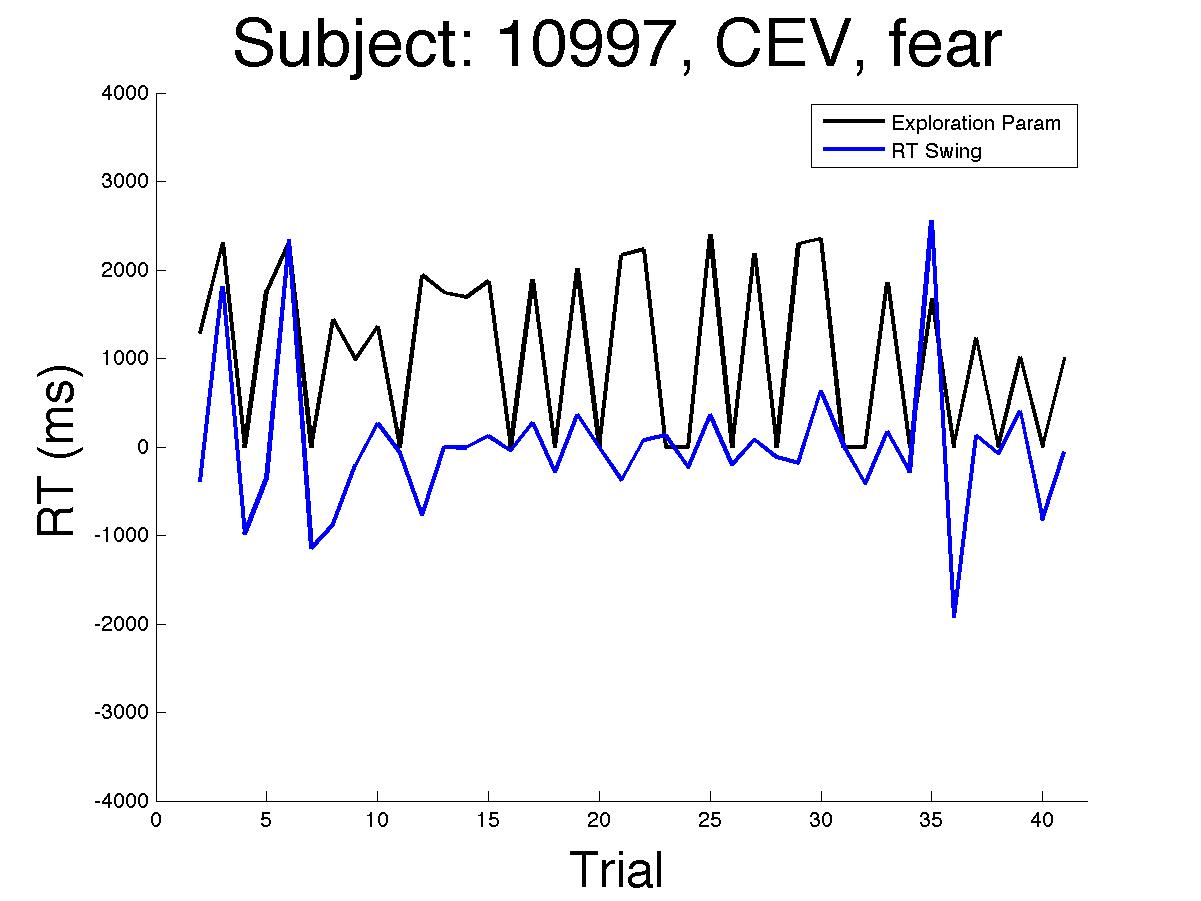 Subject: 10997, CEV, fear
Exploration Param
RT Swing
4000
3000
2000
1000
0
-1000
-2000
-3000
-4000
RT (ms)
0 5 10 15 20 25 30 35 40
Trial